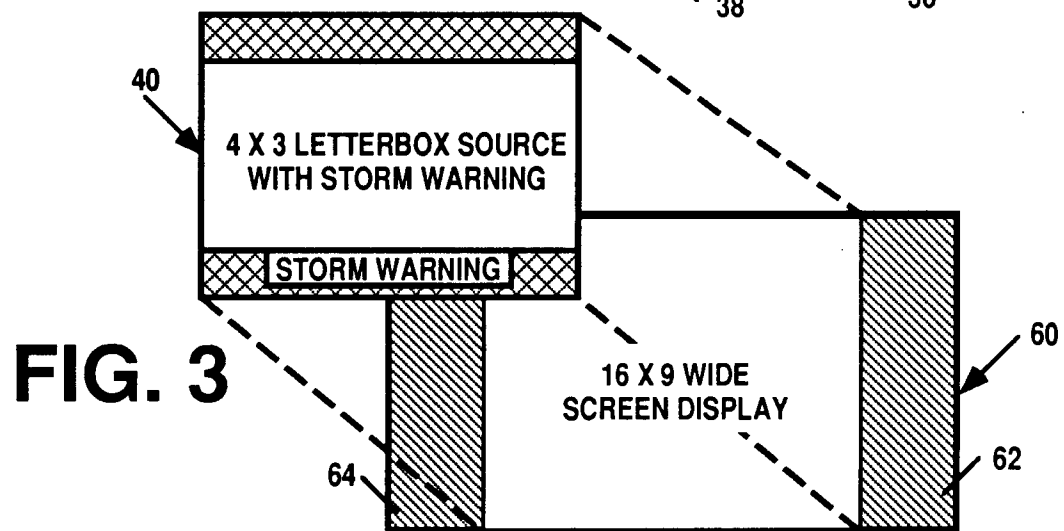 38
40
4 X 3 LETTERBOX SOURCE
WITH STORM WARNING
STORM WARNING
FIG. 3
16 X 9 WIDE
SCREEN DISPLAY
60
64
62